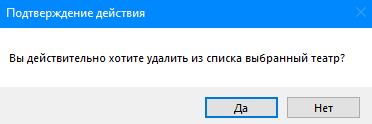 Подтверждение действия
Вы действительно хотите удалить из списка выбранный театр?
Да
Нет